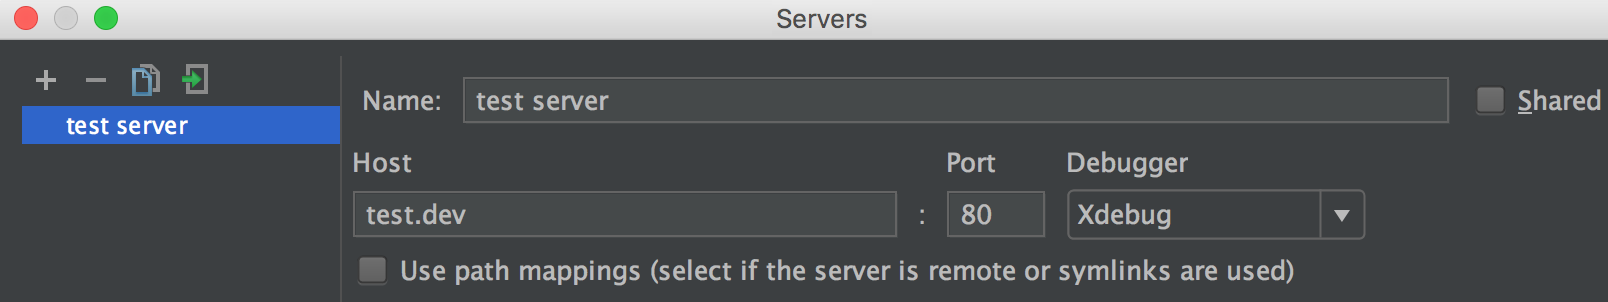 Servers
test server
Name: test server Shared
Host Port Debugger
test.dev : 80 Xdebug
Use path mappings (select if the server is remote or symlinks are used)